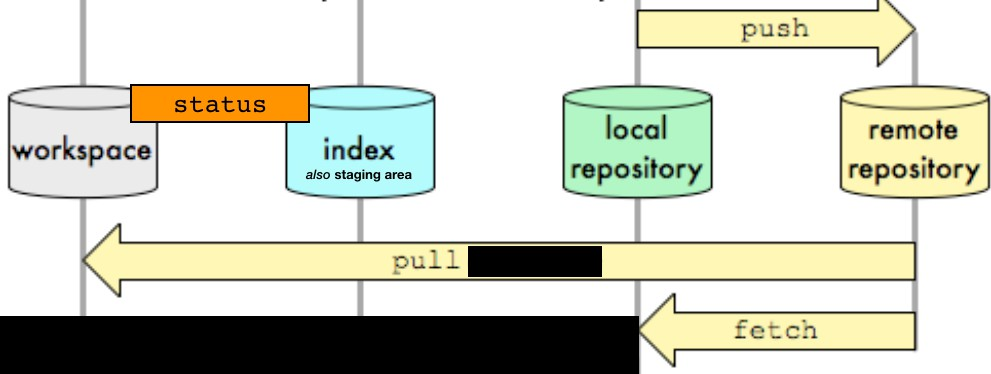 push
status
workspace
index
also staging area
local
repository
remote
repository
pull
fetch